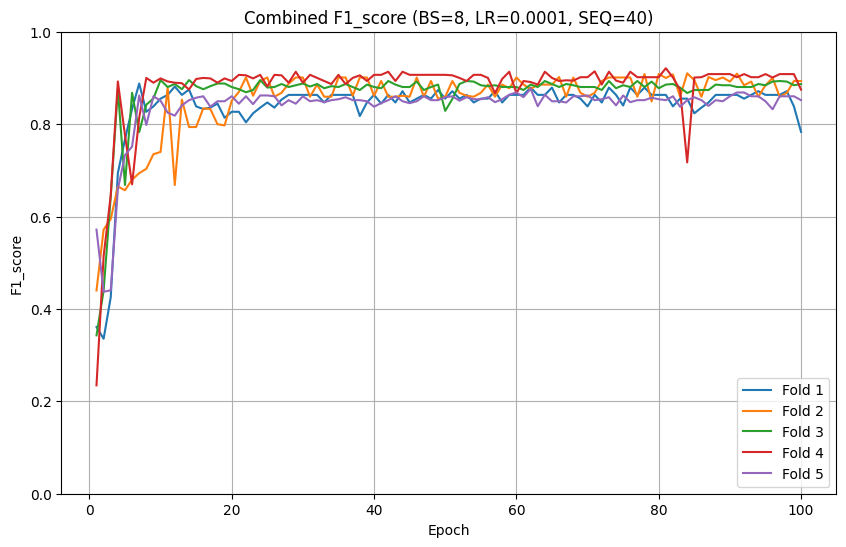 Combined F1_score (BS=8, LR=0.0001, SEQ=40)
F1_score
1.0
0.8
0.6
0.4
0.2
0.0
0
20
40
60
80
100
Epoch
Fold 1
Fold 2
Fold 3
Fold 4
Fold 5